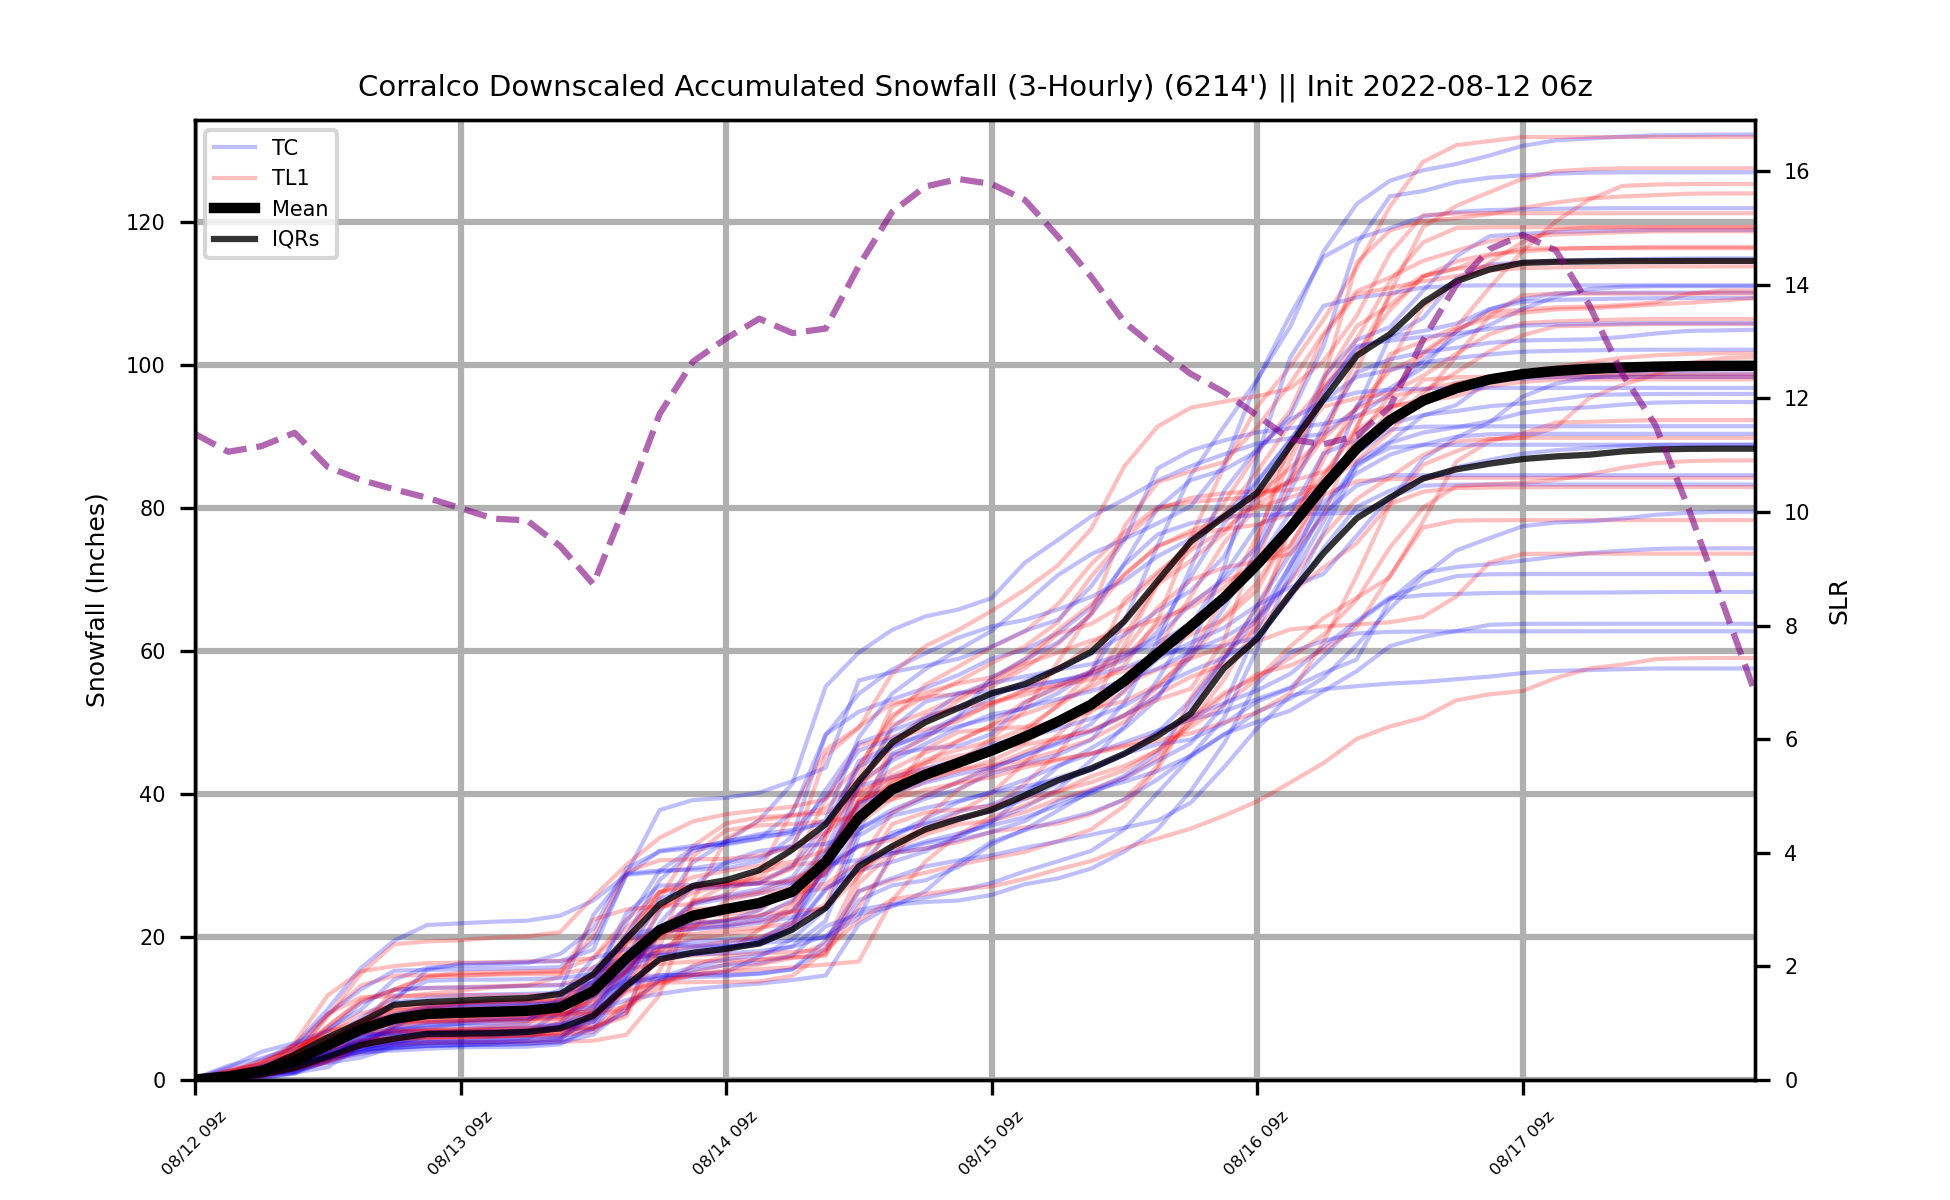 Corralco Downscaled Accumulated Snowfall (3-Hourly) (6214') || Init 2022-08-12 06z
TC
TL1
Mean
IQRs
Snowfall (Inches)
120
100
80
60
40
20
0
16
14
12
10
8
6
4
2
0
SLR
08/12 09z
08/13 09z
08/14 09z
08/15 09z
08/16 09z
08/17 09z